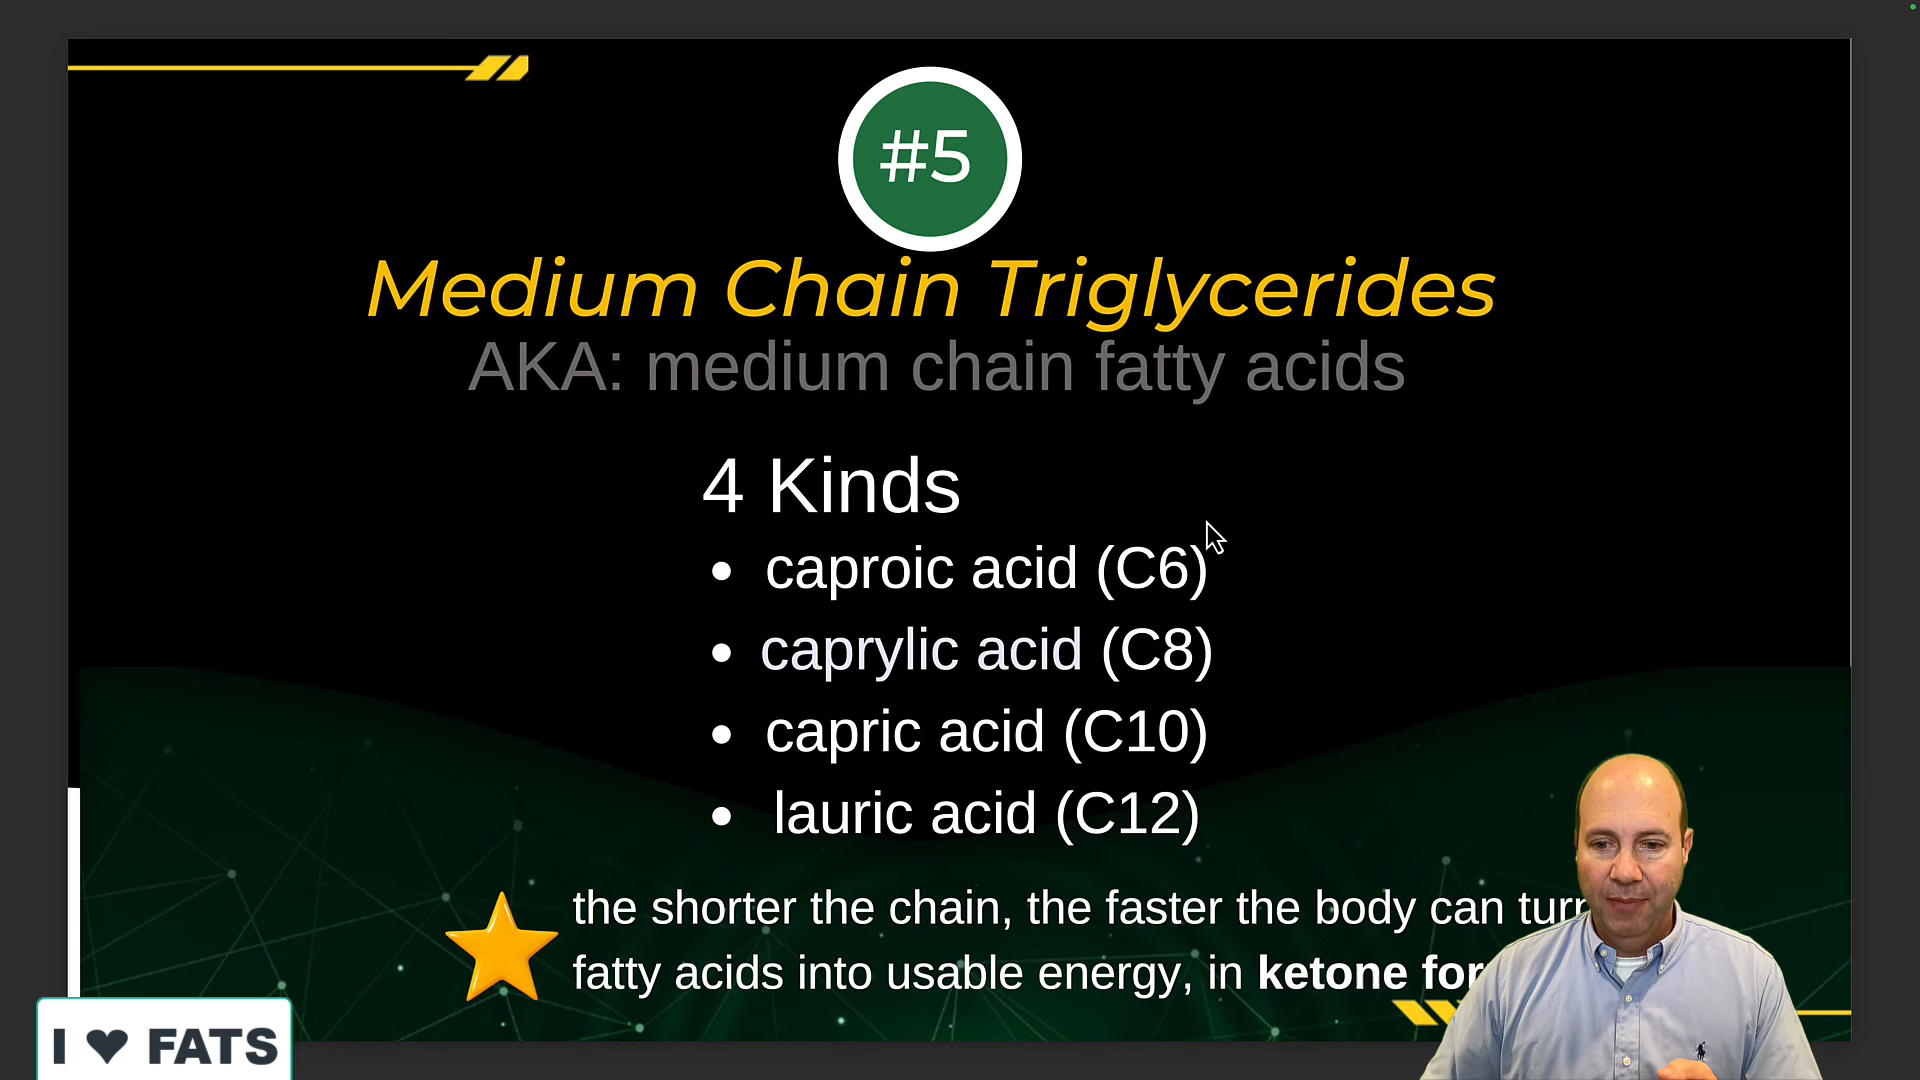 #5
Medium Chain Triglycerides
AKA: medium chain fatty acids
4 Kinds
• caproic acid (C6)
• caprylic acid (C8)
• capric acid (C10)
• lauric acid (C12)
the shorter the chain, the faster the body can
fatty acids into usable energy, in ketone
I ♥ FATS